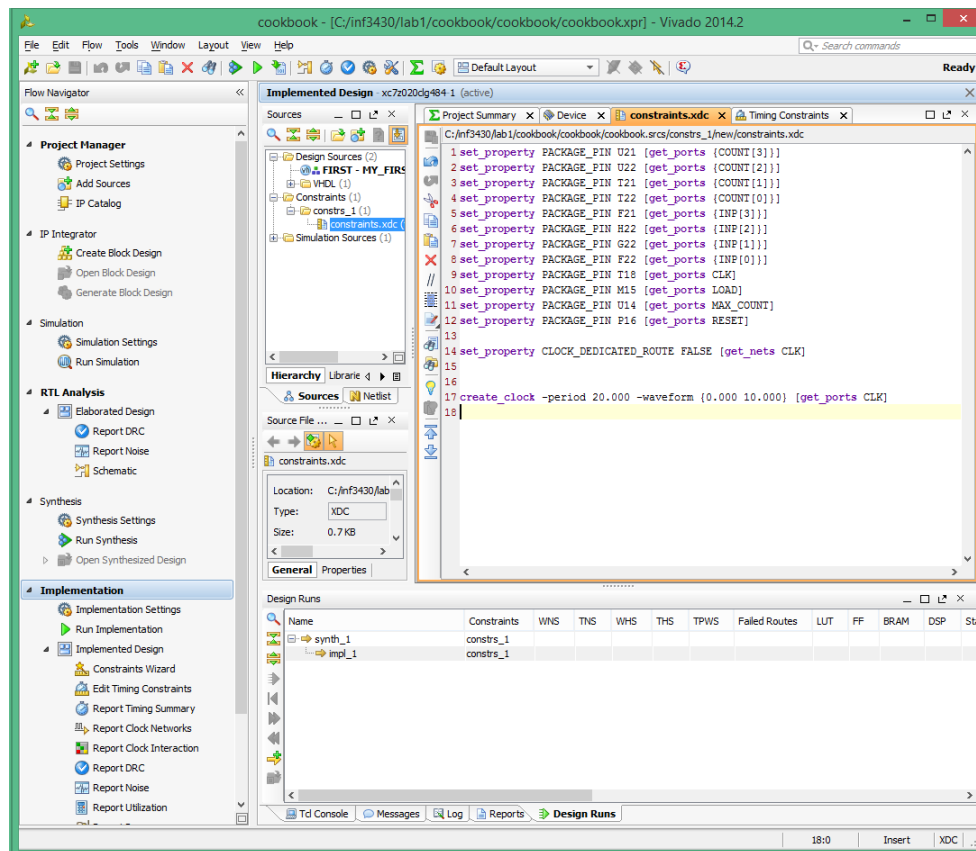 cookbook - [C:/inf3430/lab1/cookbook/cookbook/cookbook.xpr] - Vivado 2014.2
File Edit Flow Tools Window Layout View Help
Search commands
Default Layout
Ready
Flow Navigator
Project Manager
Project Settings
Add Sources
IP Catalog
IP Integrator
Create Block Design
Open Block Design
Generate Block Design
Simulation
Simulation Settings
Run Simulation
RTL Analysis
Elaborated Design
Report DRC
Report Noise
Schematic
Synthesis
Synthesis Settings
Run Synthesis
Open Synthesized Design
Implementation
Implementation Settings
Run Implementation
Implemented Design
Constraints Wizard
Edit Timing Constraints
Report Timing Summary
Report Clock Networks
Report Clock Interaction
Report DRC
Report Noise
Report Utilization
Implemented Design - xc7z020clg484-1 (active)
Sources
Design Sources (2)
FIRST - MY_FIRS
VHDL (1)
Constraints (1)
constrs_1 (1)
constraints.xdc (
Simulation Sources (1)
Hierarchy Librarie
Sources Netlist
Source File ...
constraints.xdc
Location: C:/inf3430/lab
Type: XDC
Size: 0.7 KB
General Properties
Project Summary Device constraints.xdc Timing Constraints
C:/inf3430/lab1/cookbook/cookbook/cookbook.srcs/constrs_1/new/constraints.xdc
1 set_property PACKAGE_PIN U21 [get_ports {COUNT[3]}]
2 set_property PACKAGE_PIN U22 [get_ports {COUNT[2]}]
3 set_property PACKAGE_PIN T21 [get_ports {COUNT[1]}]
4 set_property PACKAGE_PIN T22 [get_ports {COUNT[0]}]
5 set_property PACKAGE_PIN F21 [get_ports {INP[3]}]
6 set_property PACKAGE_PIN H22 [get_ports {INP[2]}]
7 set_property PACKAGE_PIN G22 [get_ports {INP[1]}]
8 set_property PACKAGE_PIN F22 [get_ports {INP[0]}]
9 set_property PACKAGE_PIN T18 [get_ports CLK]
10 set_property PACKAGE_PIN M15 [get_ports LOAD]
11 set_property PACKAGE_PIN U14 [get_ports MAX_COUNT]
12 set_property PACKAGE_PIN P16 [get_ports RESET]
13
14 set_property CLOCK_DEDICATED_ROUTE FALSE [get_nets CLK]
15
16
17 create_clock -period 20.000 -waveform {0.000 10.000} [get_ports CLK]
18
Design Runs
Name Constraints WNS TNS WHS THS TPWS Failed Routes LUT FF BRAM DSP Sta
synth_1 constrs_1
impl_1 constrs_1
Tcl Console Messages Log Reports Design Runs
18:0 Insert XDC